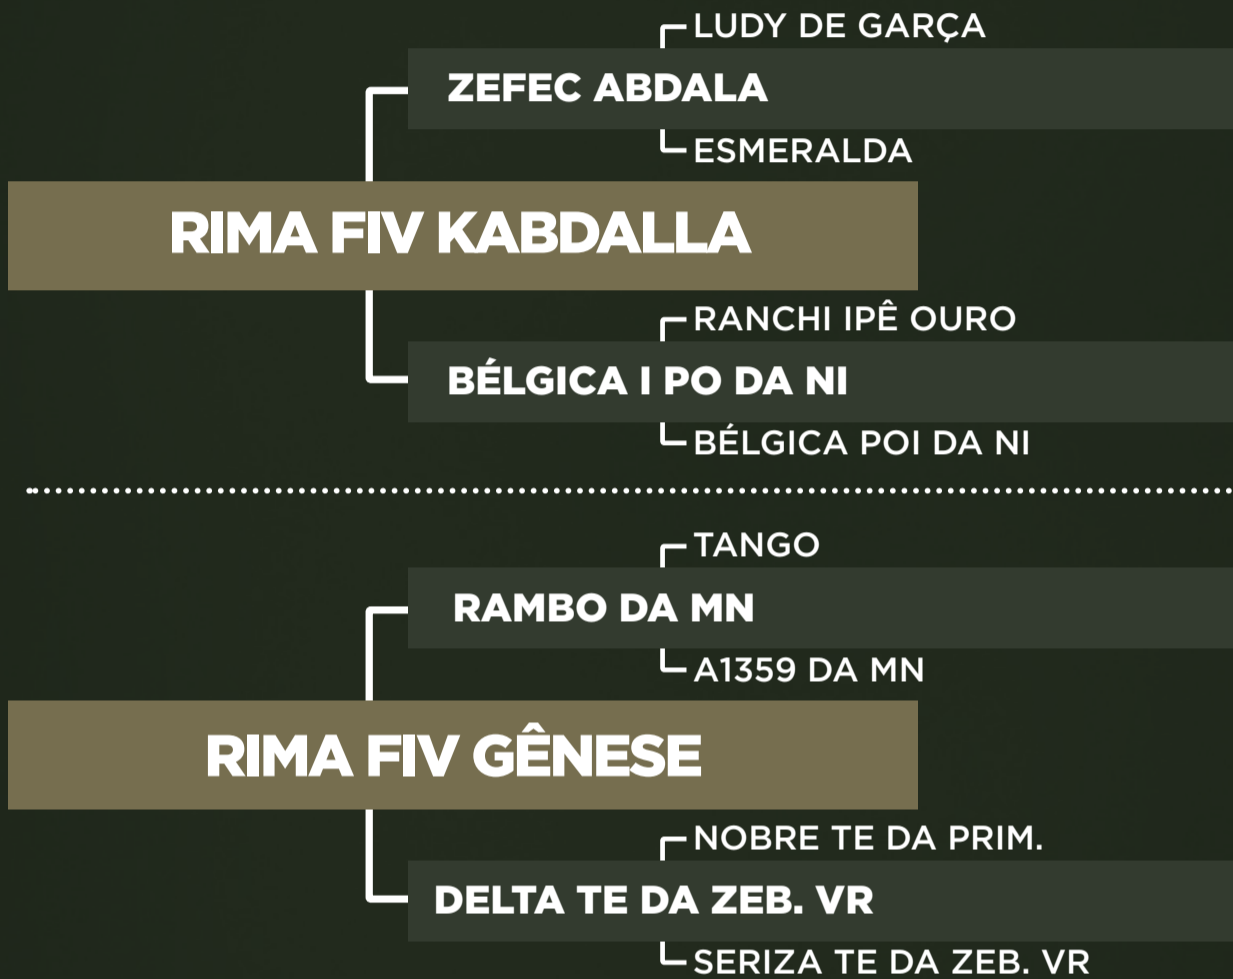 LUDY DE GARÇA
ZEFEC ABDALA
ESMERALDA
RIMA FIV KABDALLA
RANCHI IPÊ OURO
BÉLGICA I PO DA NI
BÉLGICA POI DA NI
TANGO
RAMBO DA MN
A1359 DA MN
RIMA FIV GÊNESE
NOBRE TE DA PRIM.
DELTA TE DA ZEB. VR
SERIZA TE DA ZEB. VR